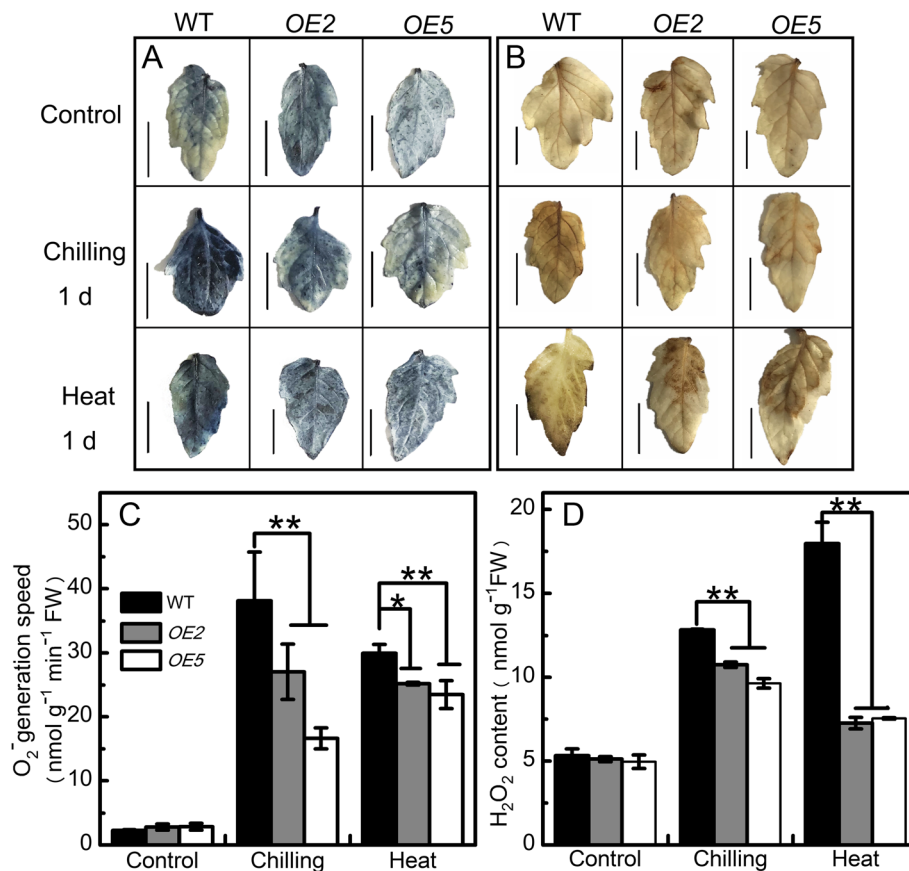 WT OE2 OE5 WT OE2 OE5
A B
Control
Chilling
1 d
Heat
1 d
C
O₂⁻ generation speed
(nmol g⁻¹ min⁻¹ FW)
50
40
30
20
10
0
WT
OE2
OE5
**
**
*
Control Chilling Heat
D
H₂O₂ content ( nmol g⁻¹FW)
20
15
10
5
0
**
**
Control Chilling Heat